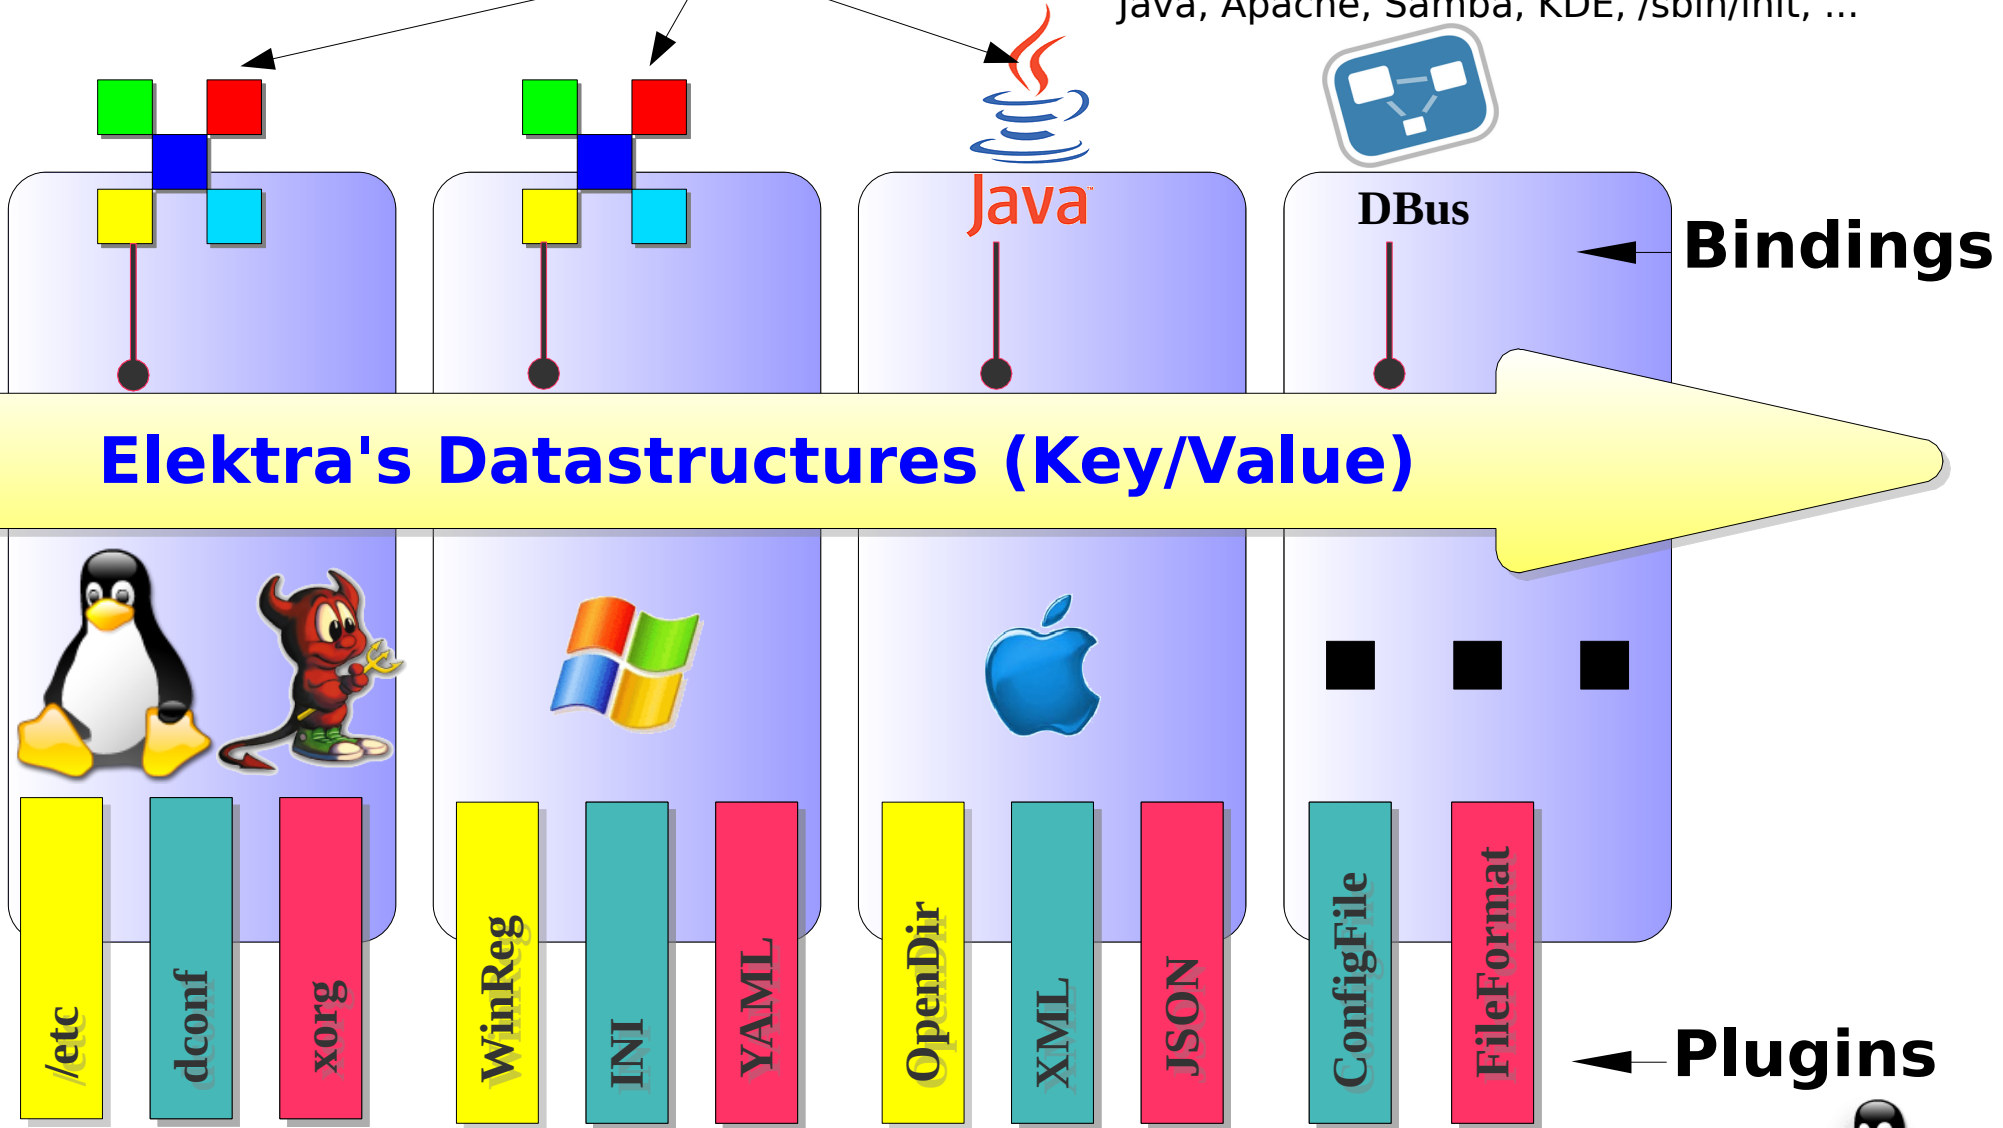 Java, Apache, Samba, KDE, /sbin/init, ...
Java™
DBus
Bindings
Elektra's Datastructures (Key/Value)
/etc
dconf
xorg
WinReg
INI
YAML
OpenDir
XML
JSON
ConfigFile
FileFormat
Plugins